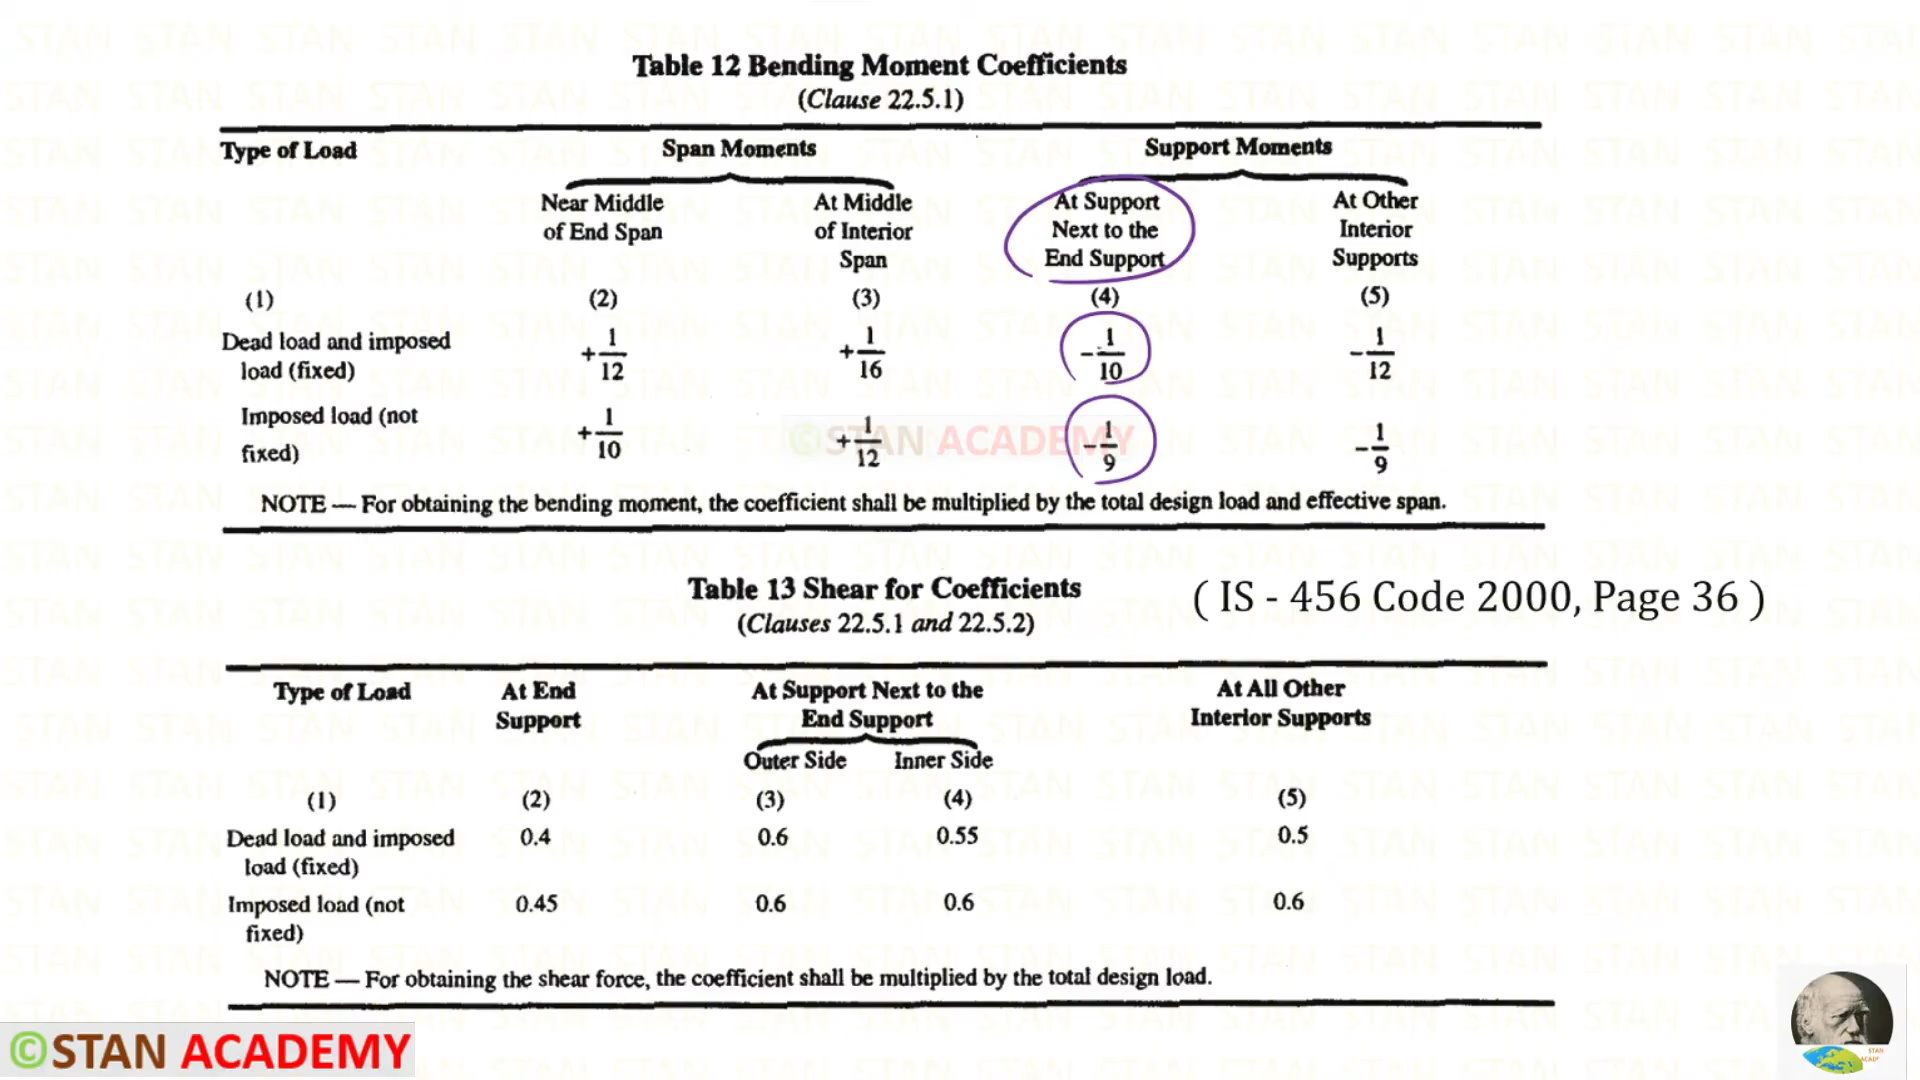 Table 12 Bending Moment Coefficients
(Clause 22.5.1)
Type of Load Span Moments Support Moments
Near Middle of End Span At Middle of Interior Span At Support Next to the End Support At Other Interior Supports
(1) (2) (3) (4) (5)
Dead load and imposed load (fixed) +1/12 +1/16 -1/10 -1/12
Imposed load (not fixed) +1/10 +1/12 -1/9 -1/9
NOTE — For obtaining the bending moment, the coefficient shall be multiplied by the total design load and effective span.
©STAN ACADEMY
Table 13 Shear for Coefficients
( IS - 456 Code 2000, Page 36 )
(Clauses 22.5.1 and 22.5.2)
Type of Load At End Support At Support Next to the End Support At All Other Interior Supports
Outer Side Inner Side
(1) (2) (3) (4) (5)
Dead load and imposed load (fixed) 0.4 0.6 0.55 0.5
Imposed load (not fixed) 0.45 0.6 0.6 0.6
NOTE — For obtaining the shear force, the coefficient shall be multiplied by the total design load.
©STAN ACADEMY